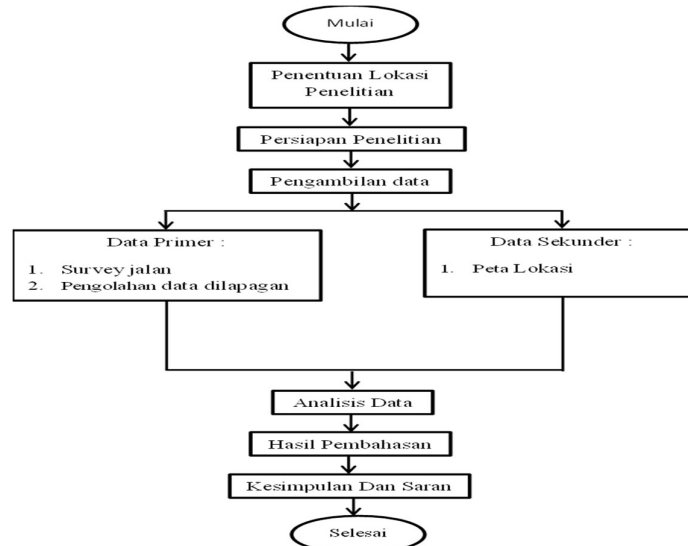 Mulai
Penentuan Lokasi
Penelitian
Persiapan Penelitian
Pengambilan data
Data Primer :
1. Survey jalan
2. Pengolahan data dilapagan
Data Sekunder :
1. Peta Lokasi
Analisis Data
Hasil Pembahasan
Kesimpulan Dan Saran
Selesai